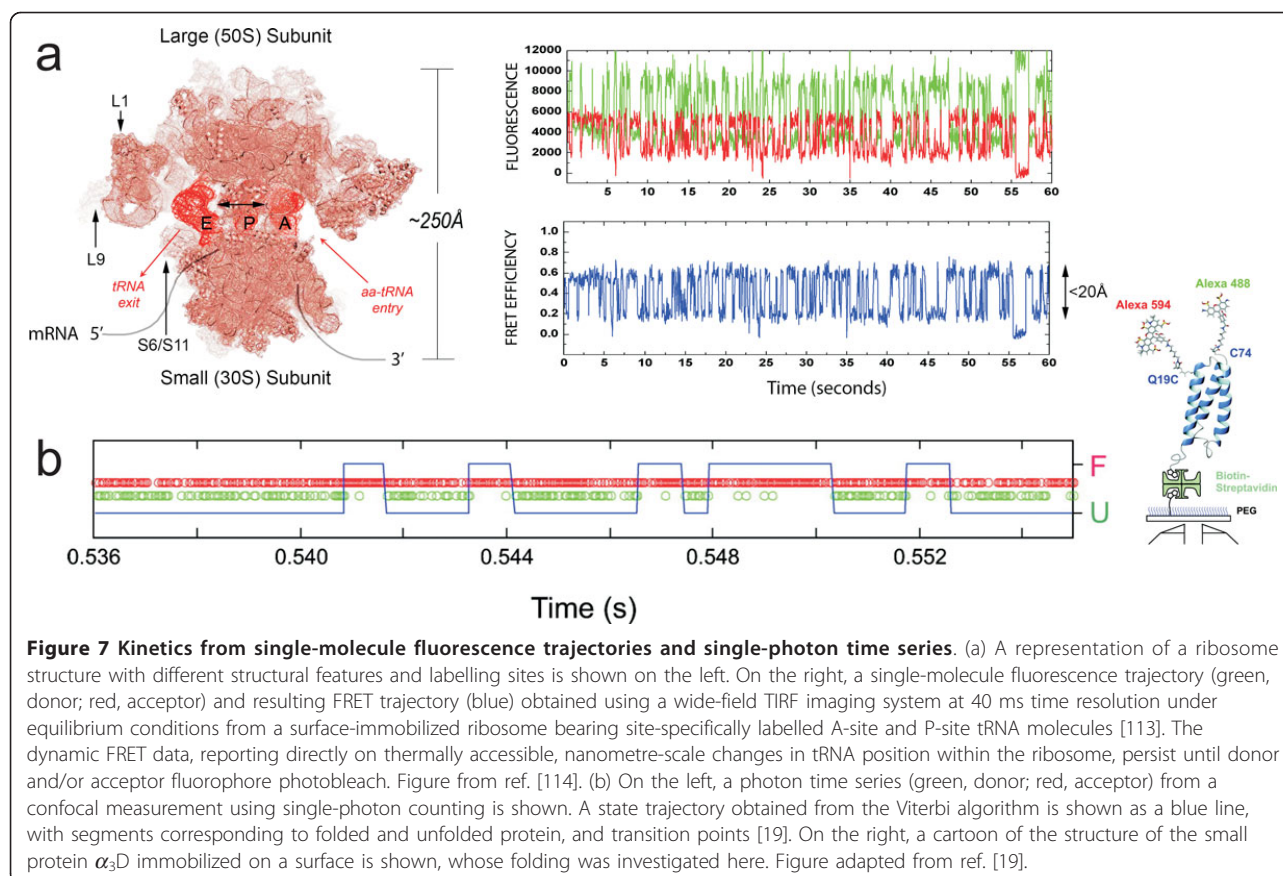 a
Large (50S) Subunit
L1
L9
E P A
~250Å
tRNA
exit
aa-tRNA
entry
mRNA 5′
S6/S11
3′
Small (30S) Subunit
FLUORESCENCE
12000
10000
8000
6000
4000
2000
0
5 10 15 20 25 30 35 40 45 50 55 60
FRET EFFICIENCY
1.0
0.8
0.6
0.4
0.2
0.0
<20Å
5 10 15 20 25 30 35 40 45 50 55 60
Time (seconds)
Alexa 488
Alexa 594
C74
Q19C
Biotin-
Streptavidin
PEG
b
F
U
0.536 0.540 0.544 0.548 0.552
Time (s)
Figure 7 Kinetics from single-molecule fluorescence trajectories and single-photon time series. (a) A representation of a ribosome
structure with different structural features and labelling sites is shown on the left. On the right, a single-molecule fluorescence trajectory (green,
donor; red, acceptor) and resulting FRET trajectory (blue) obtained using a wide-field TIRF imaging system at 40 ms time resolution under
equilibrium conditions from a surface-immobilized ribosome bearing site-specifically labelled A-site and P-site tRNA molecules [113]. The
dynamic FRET data, reporting directly on thermally accessible, nanometre-scale changes in tRNA position within the ribosome, persist until donor
and/or acceptor fluorophore photobleach. Figure from ref. [114]. (b) On the left, a photon time series (green, donor; red, acceptor) from a
confocal measurement using single-photon counting is shown. A state trajectory obtained from the Viterbi algorithm is shown as a blue line,
with segments corresponding to folded and unfolded protein, and transition points [19]. On the right, a cartoon of the structure of the small
protein α₃D immobilized on a surface is shown, whose folding was investigated here. Figure adapted from ref. [19].